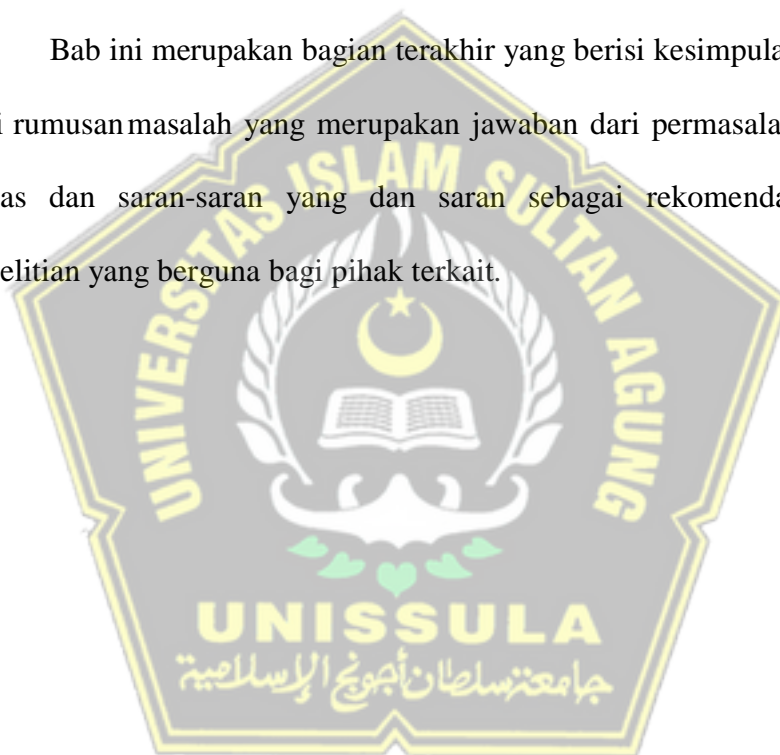 Bab ini merupakan bagian terakhir yang berisi kesimpula
i rumusan masalah yang merupakan jawaban dari permasala
as dan saran-saran yang dan saran sebagai rekomenda
elitian yang berguna bagi pihak terkait.
UNIVERSITAS ISLAM SULTAN AGUNG
UNISSULA
جامعة سلطان أجونج الإسلامية